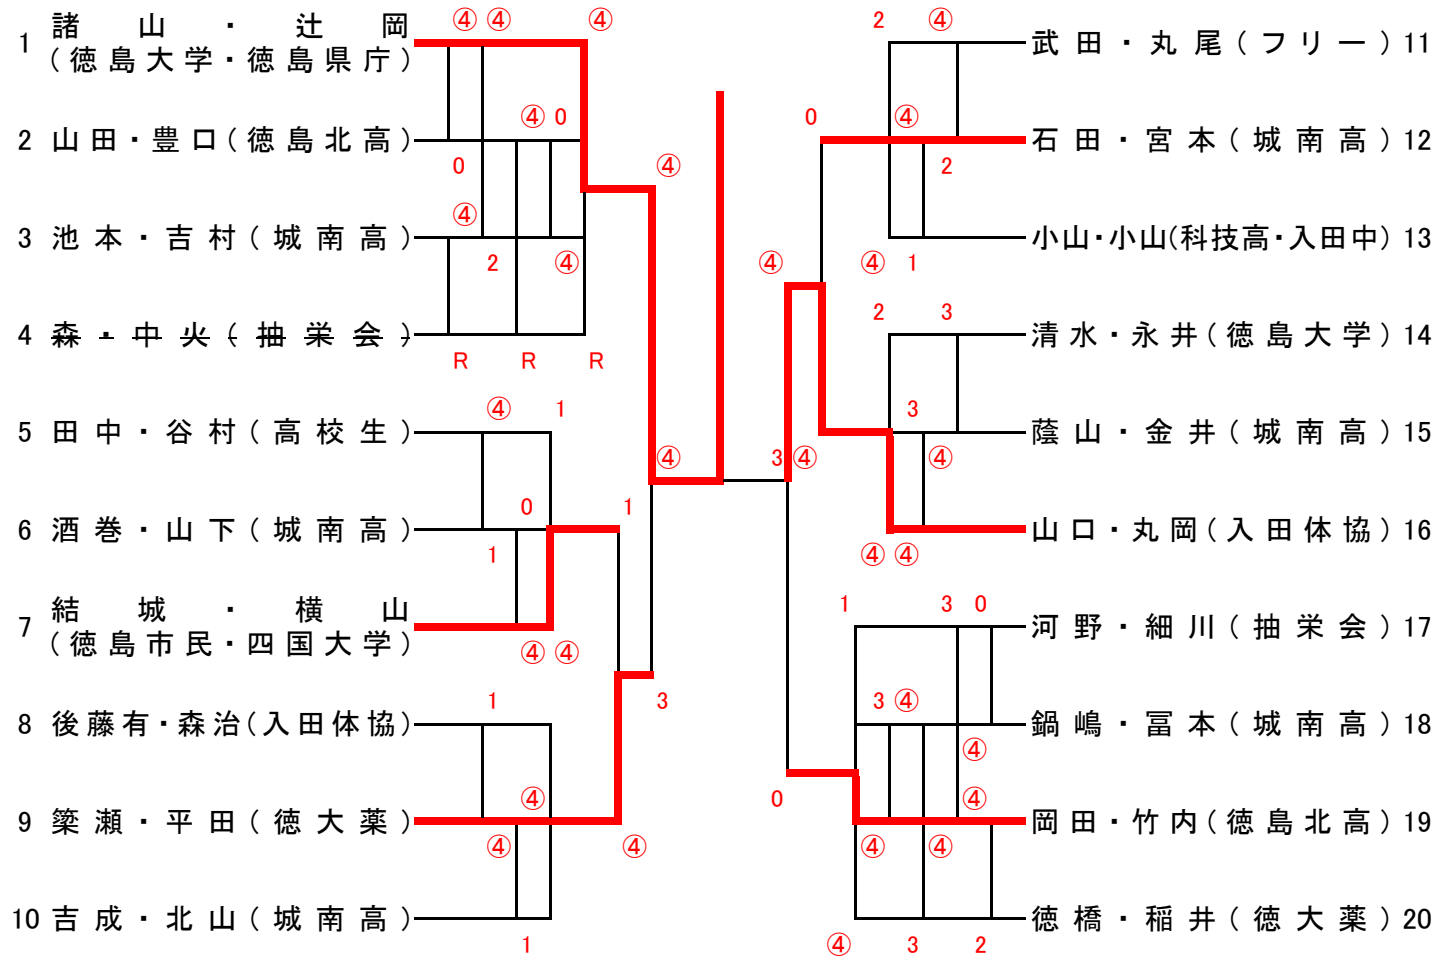 1 諸山・辻岡
(徳島大学・徳島県庁)
2 山田・豊口(徳島北高)
3 池本・吉村(城南高)
4 森・中火(抽栄会)
5 田中・谷村(高校生)
6 酒巻・山下(城南高)
7 結城・横山
(徳島市民・四国大学)
8 後藤有・森治(入田体協)
9 簗瀬・平田(徳大薬)
10 吉成・北山(城南高)
④ ④ ④
④ 0
0
④
④
2 ④
R R R
④ 1
④
0 1
1
④ ④
1 3
④
④ ④
1
2 ④
0 ④
2
④ ④ 1
2 3
3
3 ④ ④
④ ④
1 3 0
3 ④
④
0 ④
④ ④
④ 3 2
武田・丸尾(フリー) 11
石田・宮本(城南高) 12
小山・小山(科技高・入田中) 13
清水・永井(徳島大学) 14
蔭山・金井(城南高) 15
山口・丸岡(入田体協) 16
河野・細川(抽栄会) 17
鍋嶋・冨本(城南高) 18
岡田・竹内(徳島北高) 19
徳橋・稲井(徳大薬) 20